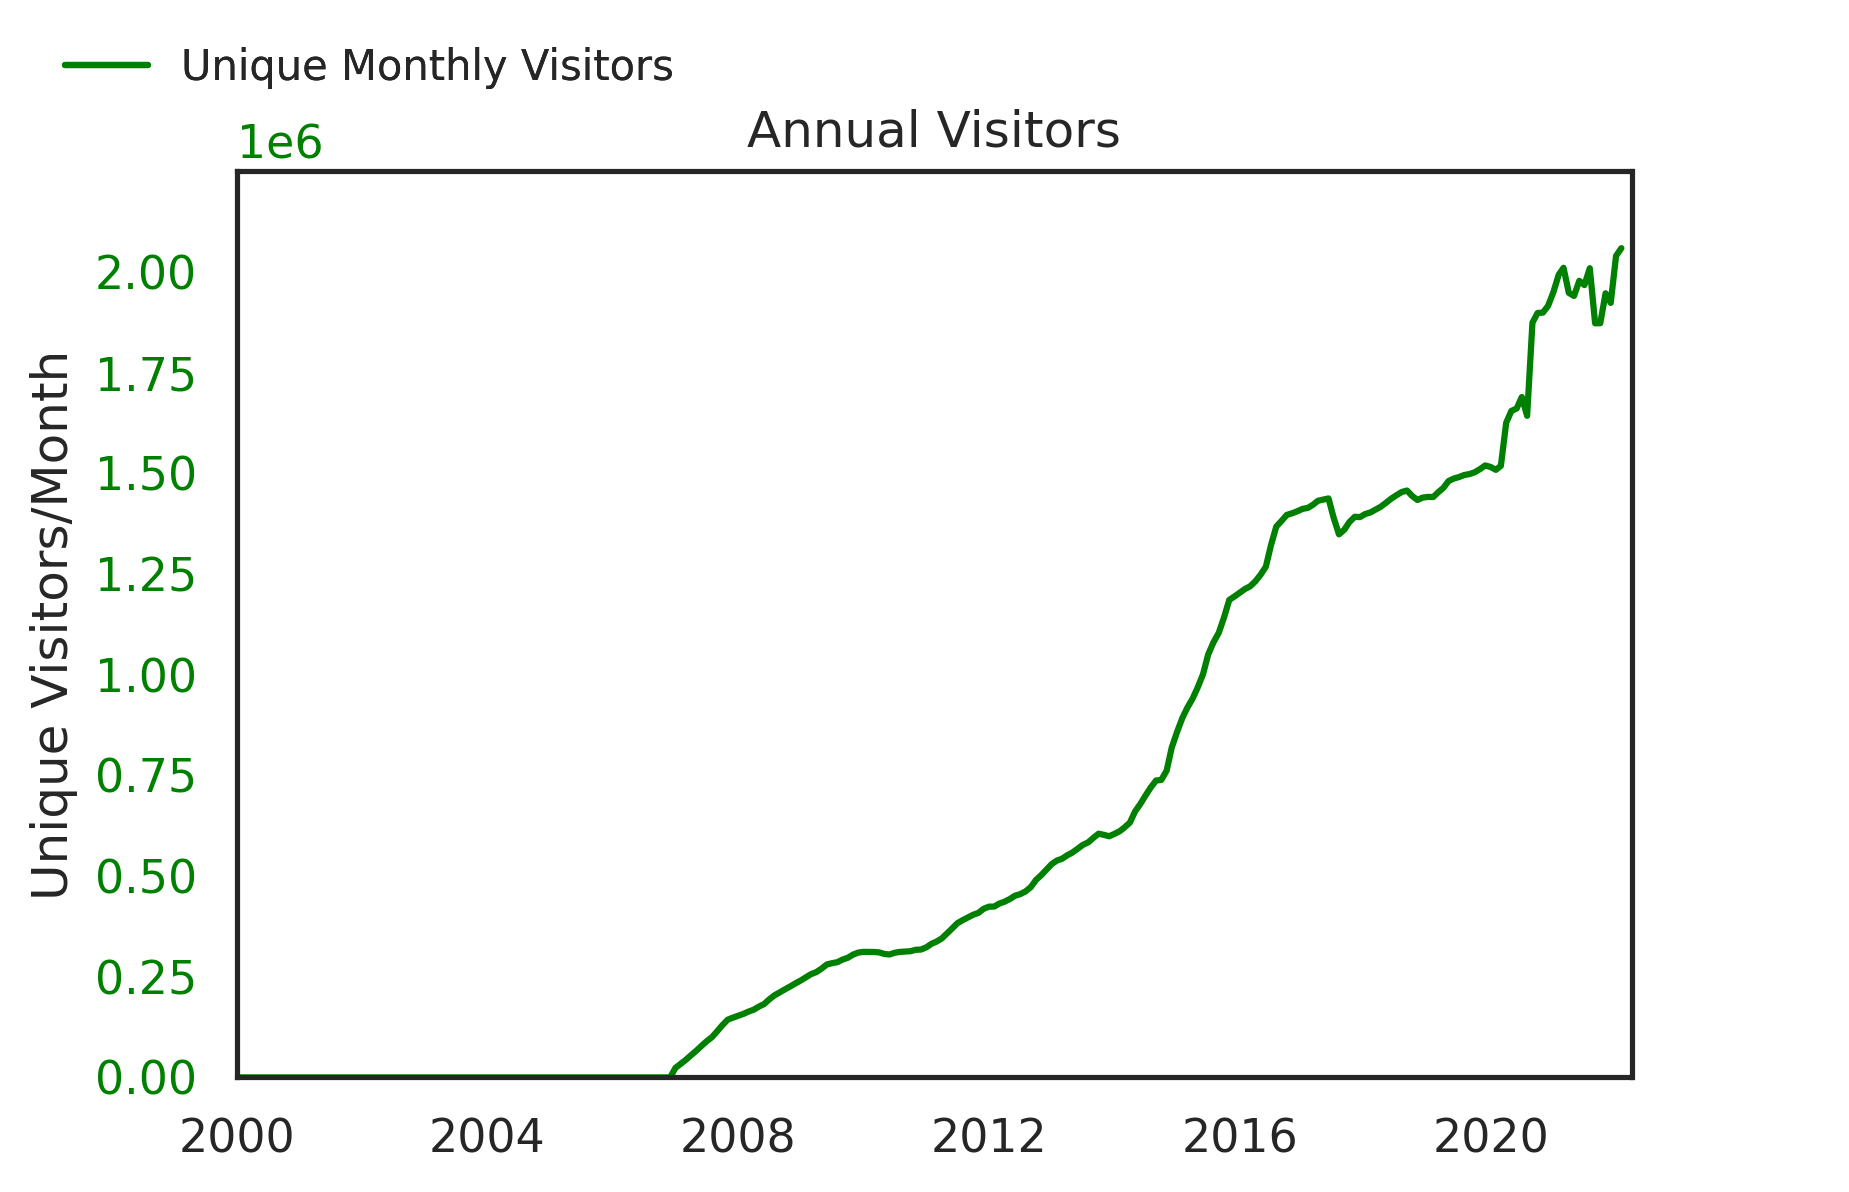 Unique Monthly Visitors
1e6
Annual Visitors
Unique Visitors/Month
2.00
1.75
1.50
1.25
1.00
0.75
0.50
0.25
0.00
2000 2004 2008 2012 2016 2020